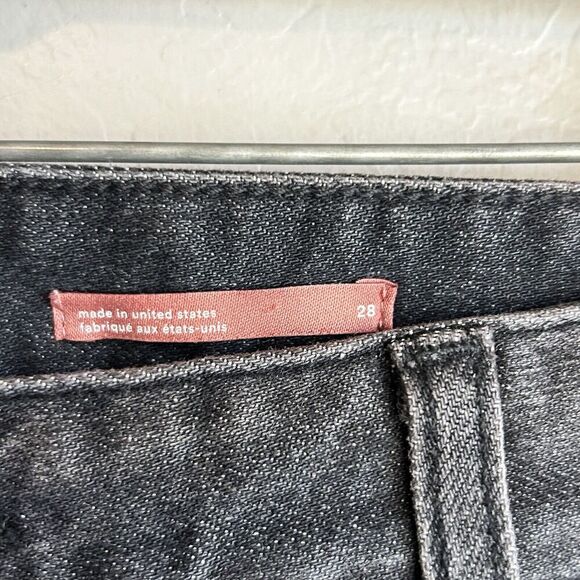 made in united states
fabriqué aux états-unis
28